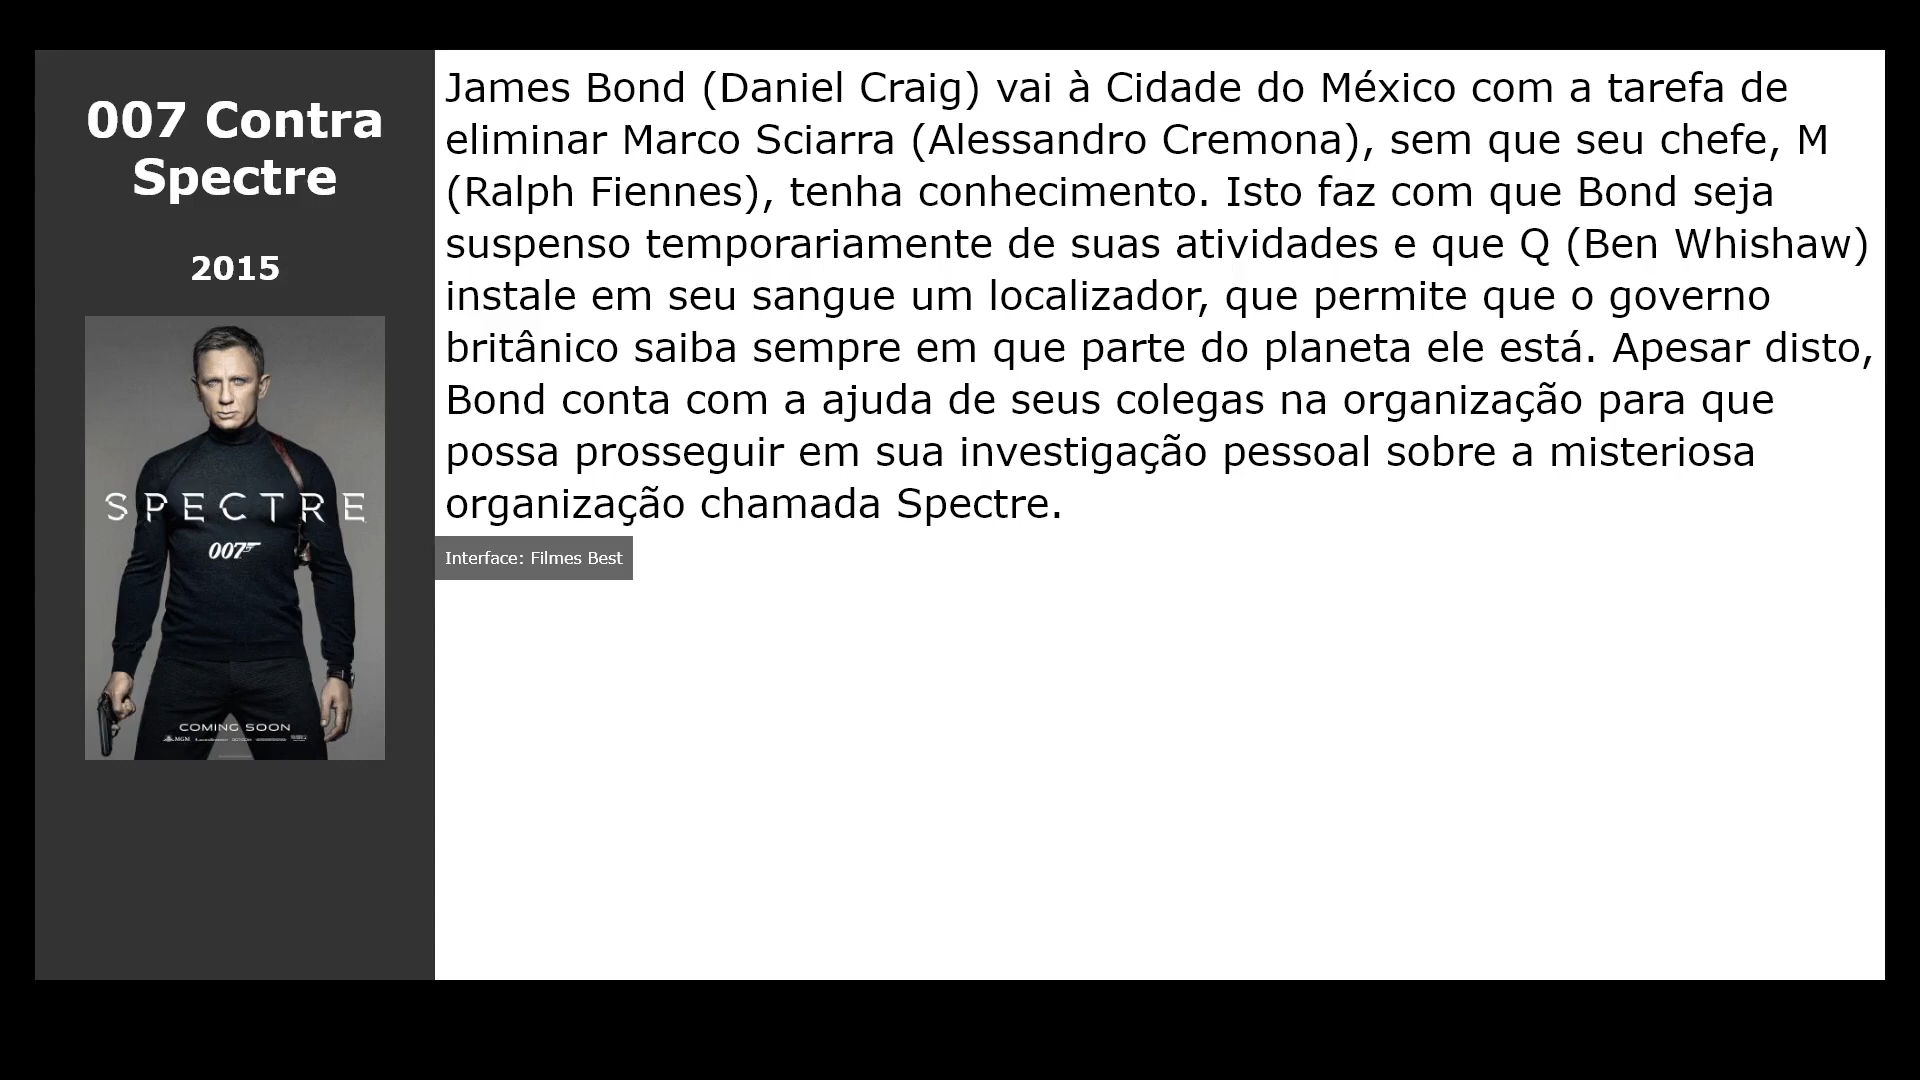 007 Contra
Spectre
2015
SPECTRE
007
COMING SOON
MGM
James Bond (Daniel Craig) vai à Cidade do México com a tarefa de
eliminar Marco Sciarra (Alessandro Cremona), sem que seu chefe, M
(Ralph Fiennes), tenha conhecimento. Isto faz com que Bond seja
suspenso temporariamente de suas atividades e que Q (Ben Whishaw)
instale em seu sangue um localizador, que permite que o governo
britânico saiba sempre em que parte do planeta ele está. Apesar disto,
Bond conta com a ajuda de seus colegas na organização para que
possa prosseguir em sua investigação pessoal sobre a misteriosa
organização chamada Spectre.
Interface: Filmes Best